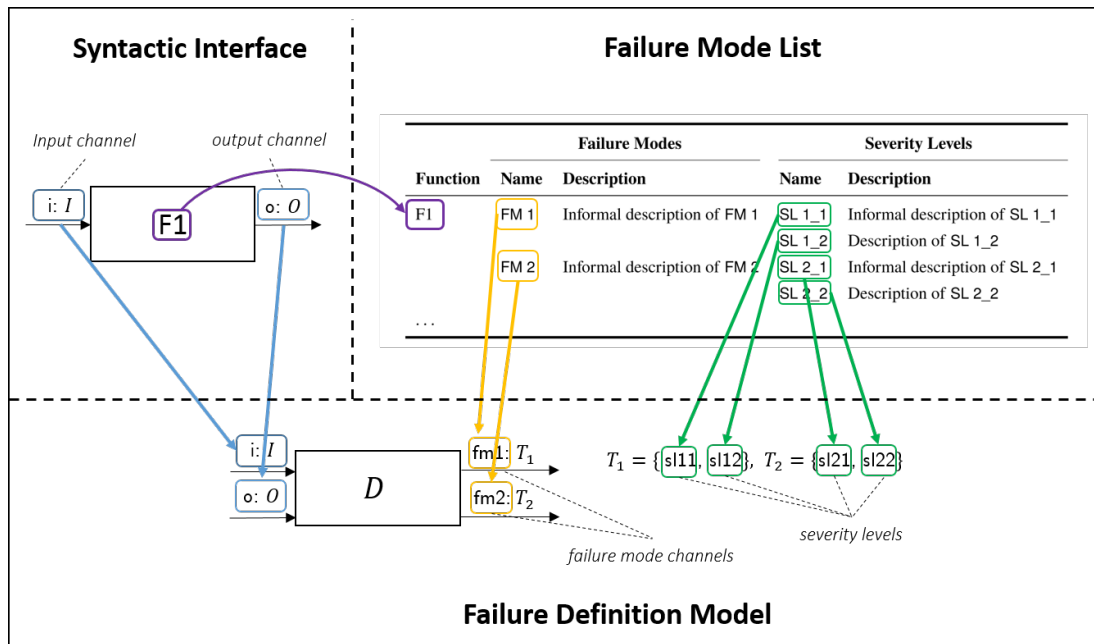 Syntactic Interface
Failure Mode List
Input channel
output channel
i: I
F1
o: O
Failure Modes
Severity Levels
Function
Name
Description
Name
Description
F1
FM 1
Informal description of FM 1
SL 1_1
Informal description of SL 1_1
SL 1_2
Description of SL 1_2
FM 2
Informal description of FM 2
SL 2_1
Informal description of SL 2_1
SL 2_2
Description of SL 2_2
...
i: I
o: O
D
fm1: T₁
fm2: T₂
T₁ = {sl11, sl12}, T₂ = {sl21, sl22}
failure mode channels
severity levels
Failure Definition Model